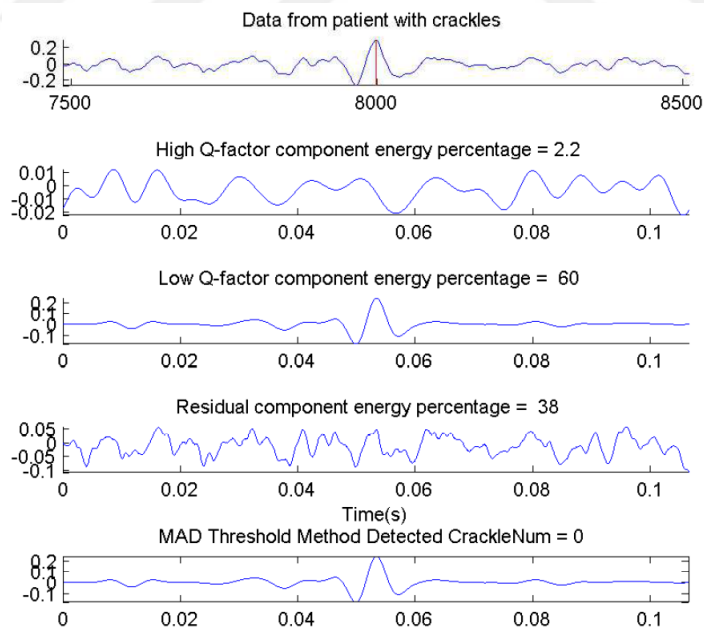 Data from patient with crackles
0.2
0
-0.2
7500 8000 8500
High Q-factor component energy percentage = 2.2
0.01
0
-0.01
-0.02
0 0.02 0.04 0.06 0.08 0.1
Low Q-factor component energy percentage = 60
0.2
0.1
0
-0.1
0 0.02 0.04 0.06 0.08 0.1
Residual component energy percentage = 38
0.05
0
-0.05
-0.1
0 0.02 0.04 0.06 0.08 0.1
Time(s)
MAD Threshold Method Detected CrackleNum = 0
0.2
0.1
0
-0.1
0 0.02 0.04 0.06 0.08 0.1